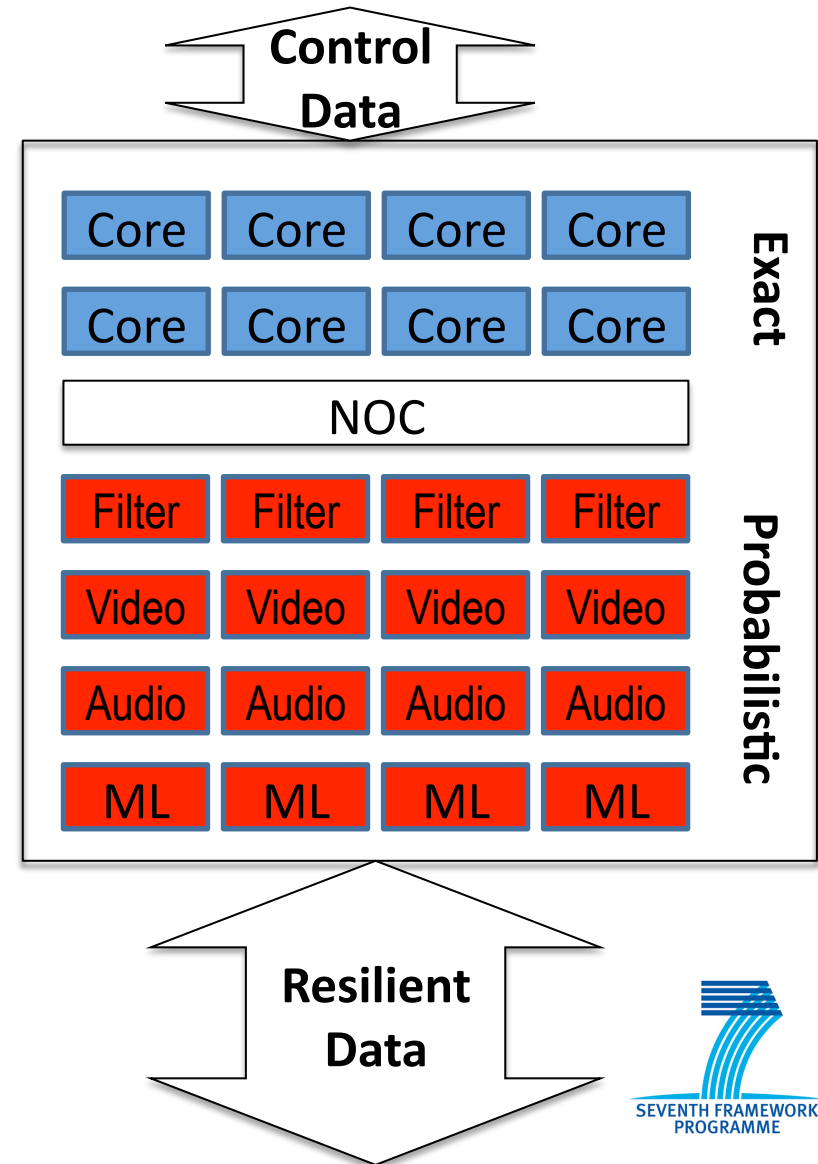 Control
Data
Core Core Core Core
Exact
Core Core Core Core
NOC
Filter Filter Filter Filter
Probabilistic
Video Video Video Video
Audio Audio Audio Audio
ML ML ML ML
Resilient
Data
SEVENTH FRAMEWORK
PROGRAMME